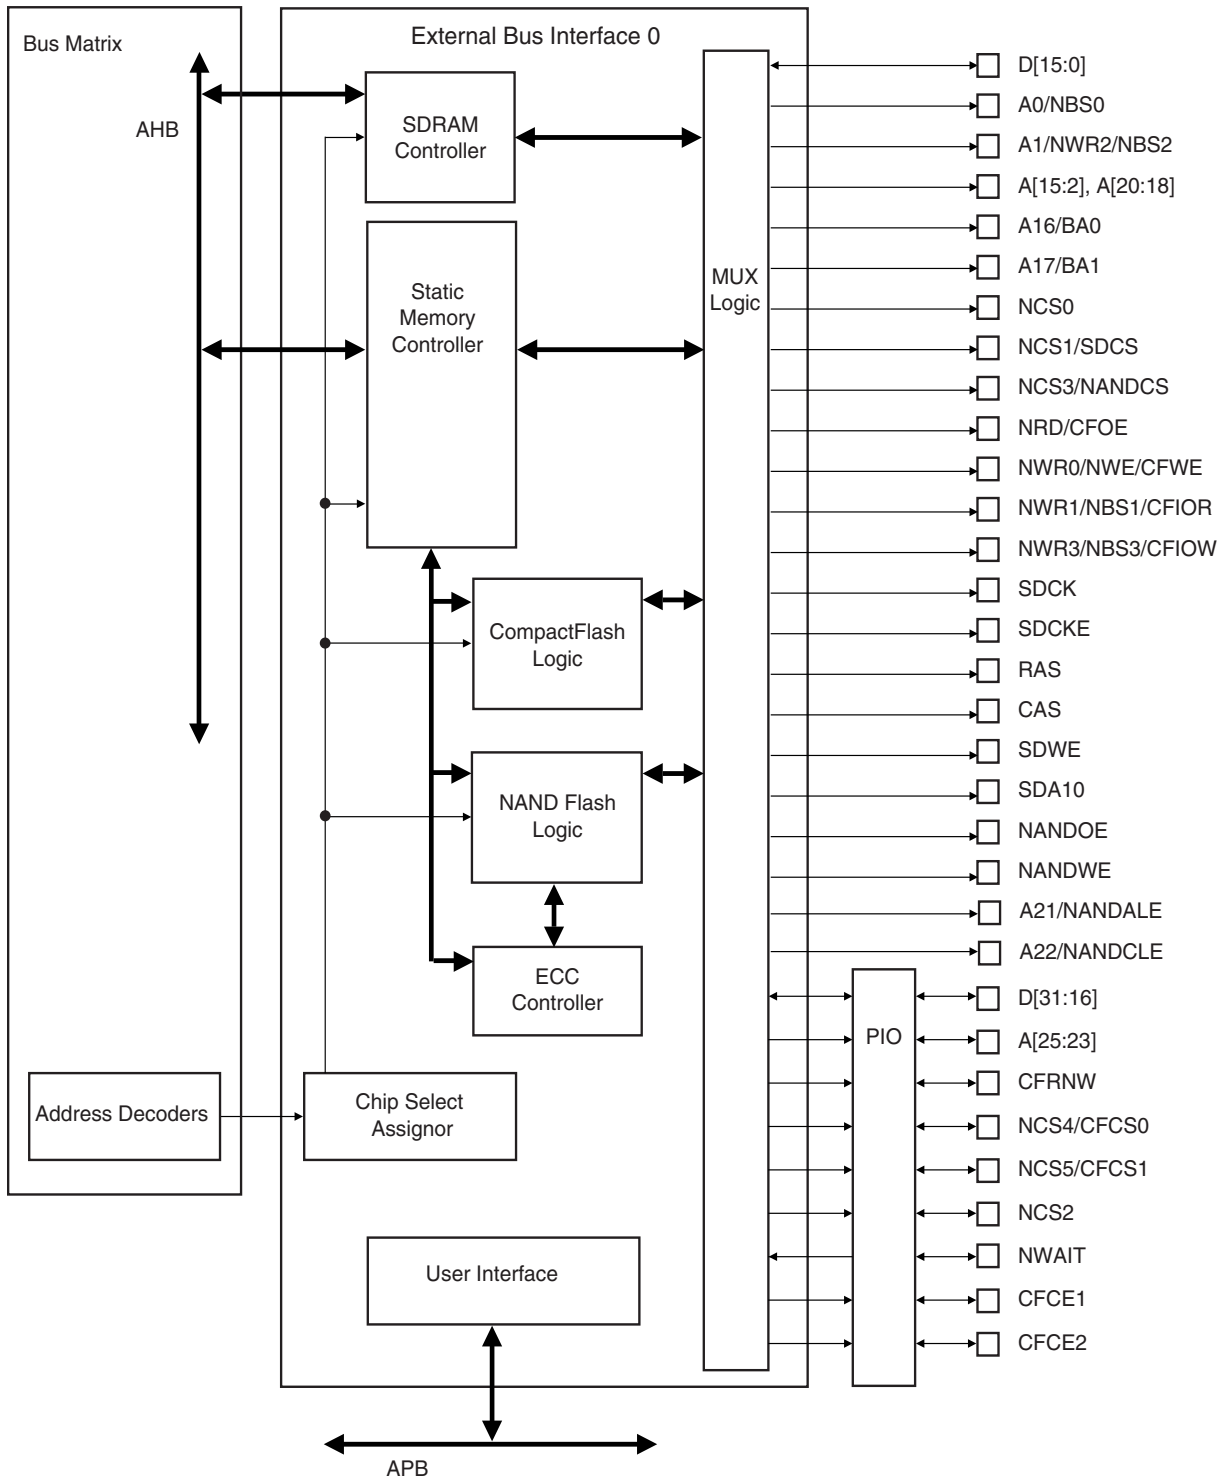 Bus Matrix
External Bus Interface 0
AHB
SDRAM
Controller
Static
Memory
Controller
MUX
Logic
CompactFlash
Logic
NAND Flash
Logic
ECC
Controller
Address Decoders
Chip Select
Assignor
User Interface
APB
PIO
D[15:0]
A0/NBS0
A1/NWR2/NBS2
A[15:2], A[20:18]
A16/BA0
A17/BA1
NCS0
NCS1/SDCS
NCS3/NANDCS
NRD/CFOE
NWR0/NWE/CFWE
NWR1/NBS1/CFIOR
NWR3/NBS3/CFIOW
SDCK
SDCKE
RAS
CAS
SDWE
SDA10
NANDOE
NANDWE
A21/NANDALE
A22/NANDCLE
D[31:16]
A[25:23]
CFRNW
NCS4/CFCS0
NCS5/CFCS1
NCS2
NWAIT
CFCE1
CFCE2